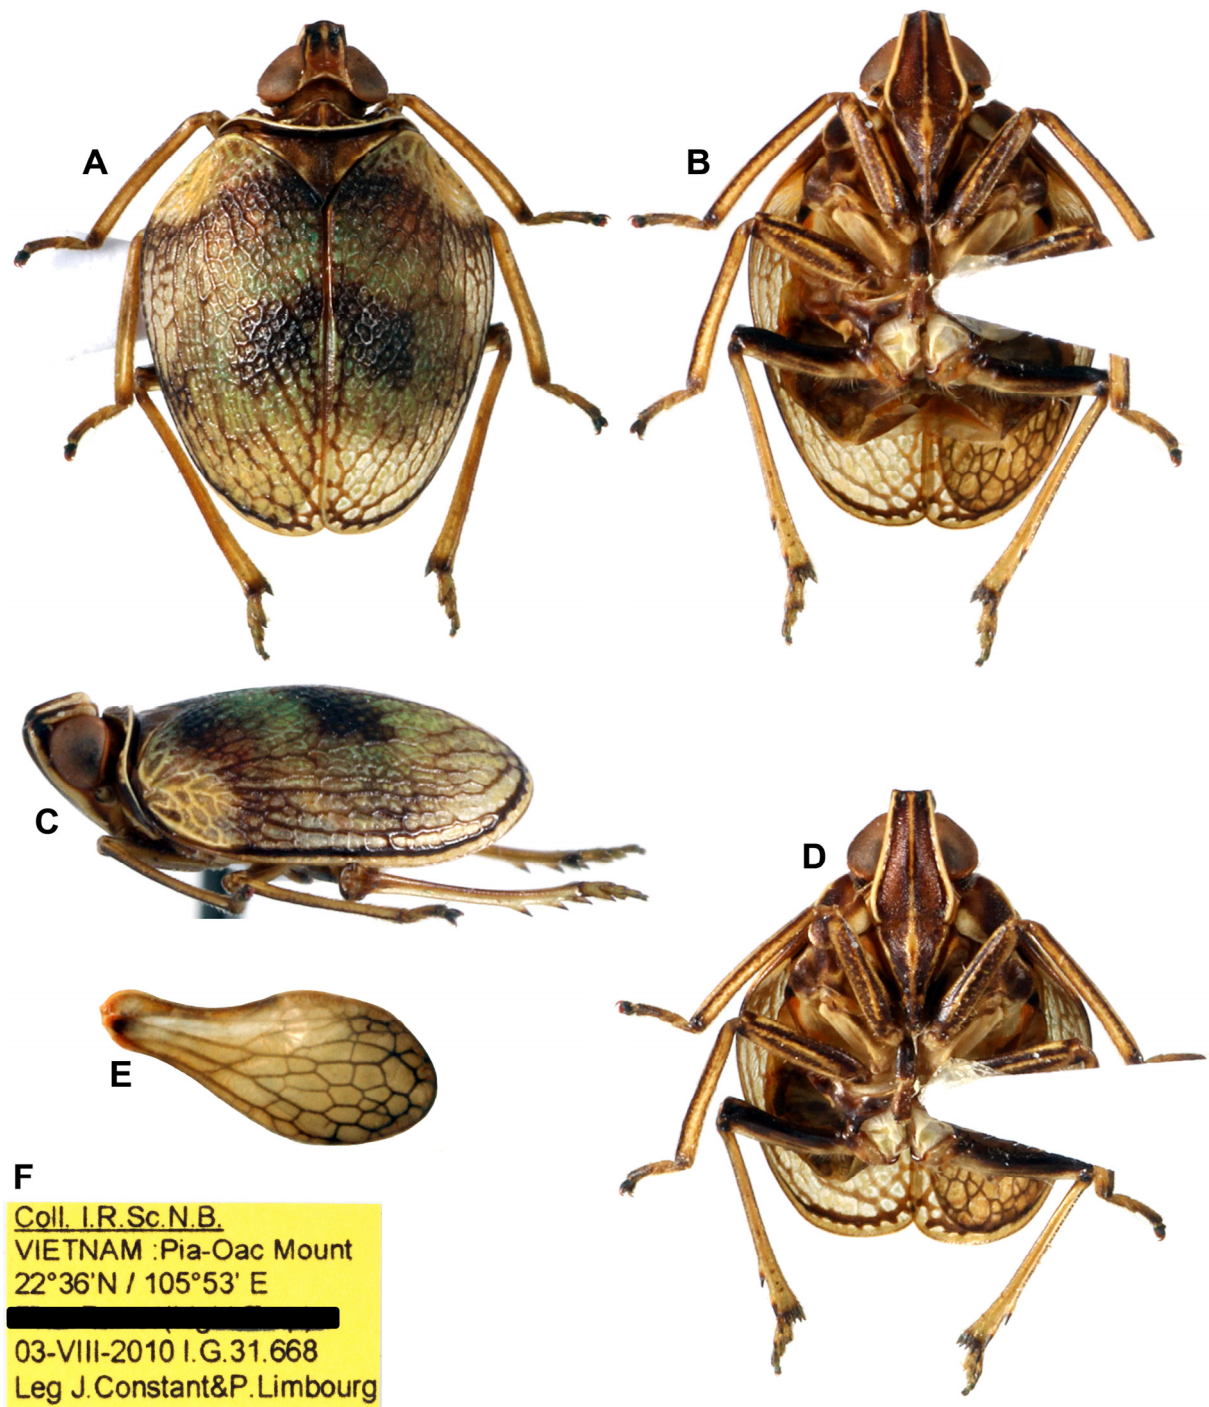 A
B
C
D
E
F
Coll. I.R.Sc.N.B.
VIETNAM :Pia-Oac Mount
22°36'N / 105°53' E
03-VIII-2010 I.G.31.668
Leg J.Constant&P.Limbourg